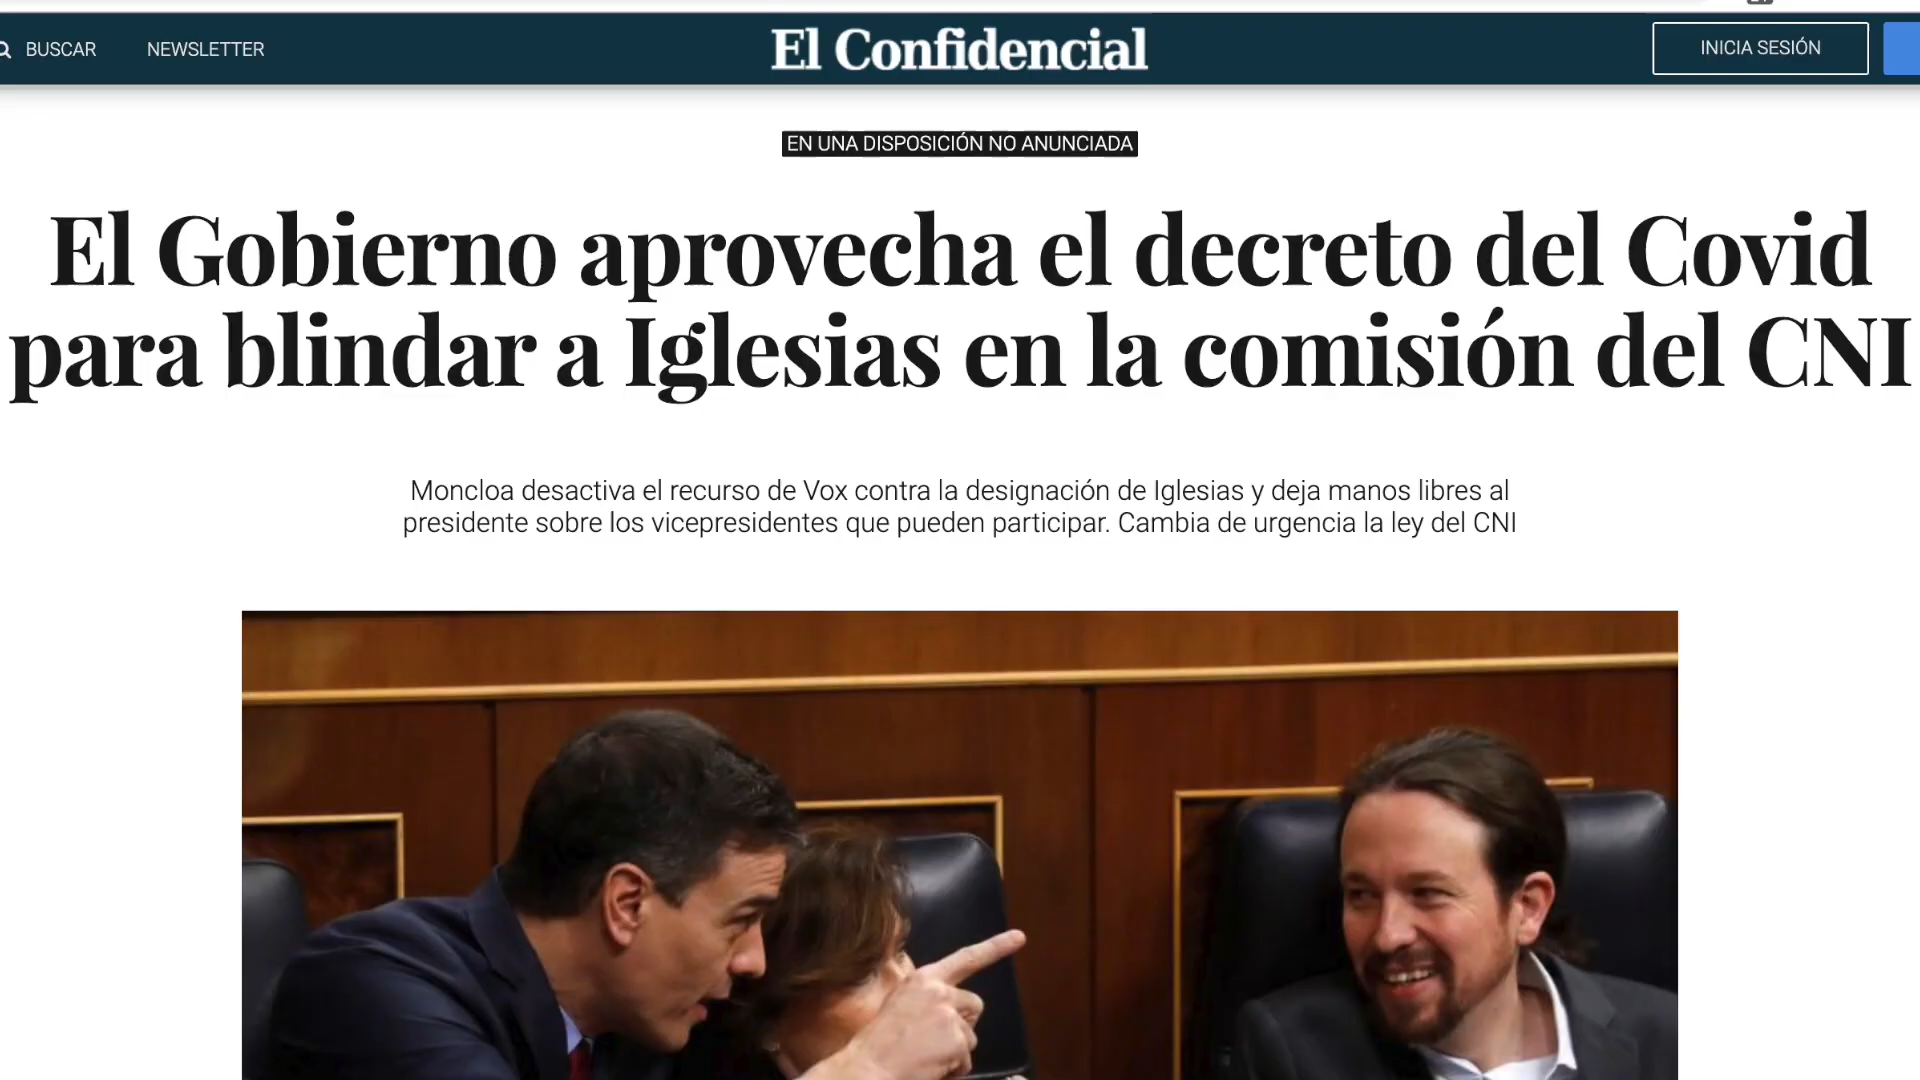 BUSCAR NEWSLETTER El Confidencial INICIA SESIÓN
EN UNA DISPOSICIÓN NO ANUNCIADA
El Gobierno aprovecha el decreto del Covid
para blindar a Iglesias en la comisión del CNI
Moncloa desactiva el recurso de Vox contra la designación de Iglesias y deja manos libres al
presidente sobre los vicepresidentes que pueden participar. Cambia de urgencia la ley del CNI